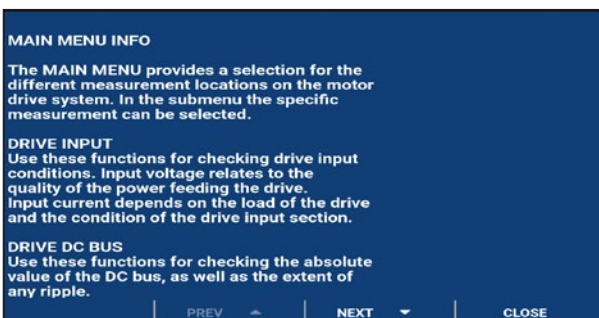 MAIN MENU INFO
The MAIN MENU provides a selection for the
different measurement locations on the motor
drive system. In the submenu the specific
measurement can be selected.
DRIVE INPUT
Use these functions for checking drive input
conditions. Input voltage relates to the
quality of the power feeding the drive.
Input current depends on the load of the drive
and the condition of the drive input section.
DRIVE DC BUS
Use these functions for checking the absolute
value of the DC bus, as well as the extent of
any ripple.
PREV NEXT CLOSE